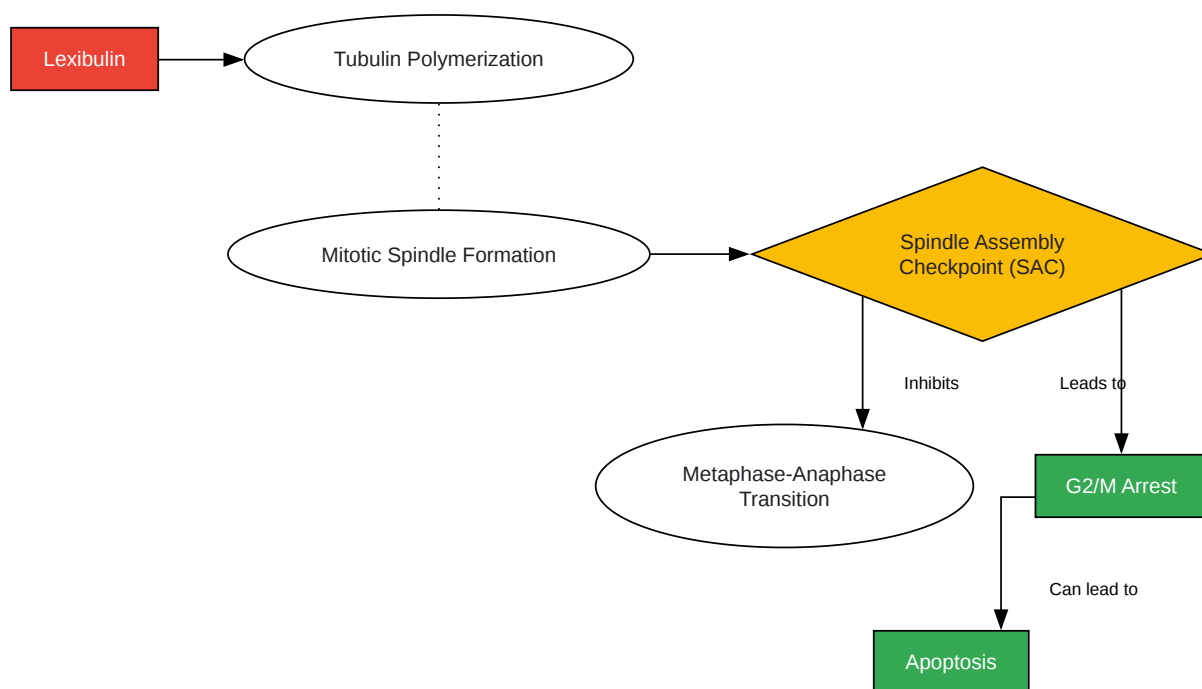 Lexibulin
Tubulin Polymerization
Mitotic Spindle Formation
Spindle Assembly
Checkpoint (SAC)
Inhibits
Leads to
Metaphase-Anaphase
Transition
G2/M Arrest
Can lead to
Apoptosis